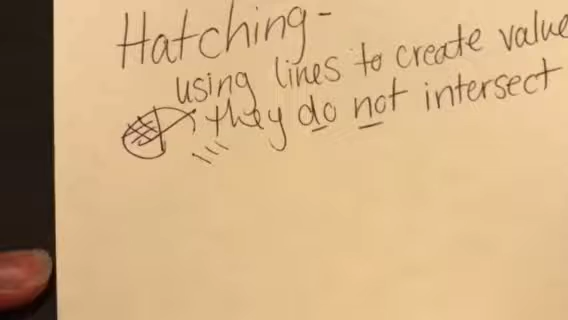 Hatching-
using lines to create value
they do not intersect